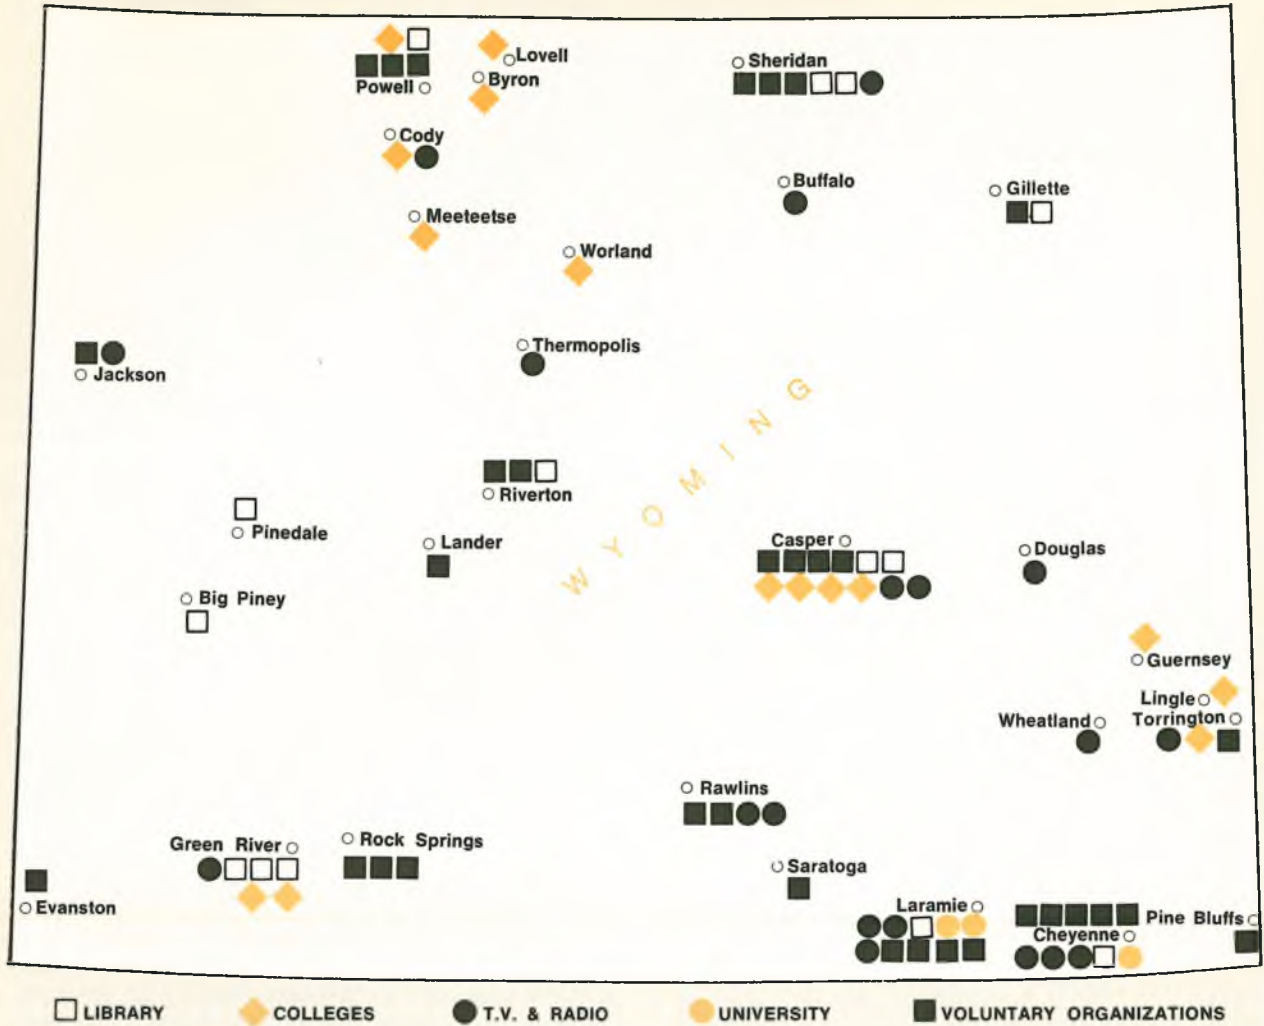 Lovell
Sheridan
Byron
Powell
Cody
Buffalo
Gillette
Meeteetse
Worland
Thermopolis
Jackson
WYOMING
Riverton
Pinedale
Lander
Casper
Douglas
Big Piney
Guernsey
Lingle
Wheatland
Torrington
Rawlins
Green River
Rock Springs
Saratoga
Evanston
Laramie
Pine Bluffs
Cheyenne
LIBRARY
COLLEGES
T.V. & RADIO
UNIVERSITY
VOLUNTARY ORGANIZATIONS